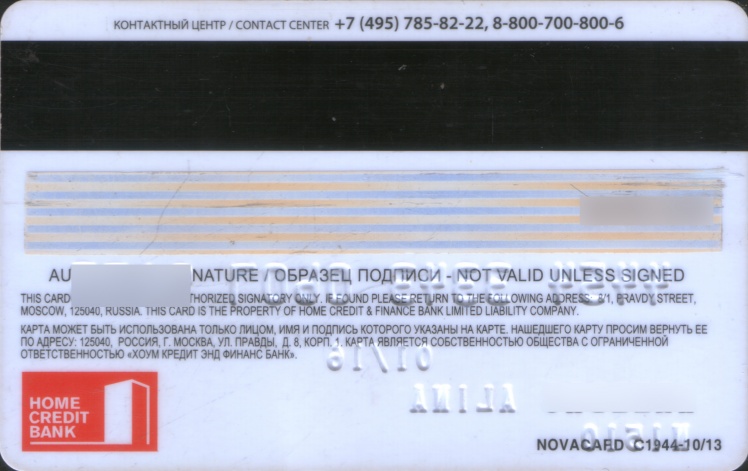 КОНТАКТНЫЙ ЦЕНТР / CONTACT CENTER +7 (495) 785-82-22, 8-800-700-800-6
NATURE / ОБРАЗЕЦ ПОДПИСИ - NOT VALID UNLESS SIGNED
THIS CARD THORIZED SIGNATORY ONLY. IF FOUND PLEASE RETURN TO THE FOLLOWING ADDRESS: 8/1, PRAVDY STREET,
MOSCOW, 125040, RUSSIA. THIS CARD IS THE PROPERTY OF HOME CREDIT & FINANCE BANK LIMITED LIABILITY COMPANY.
КАРТА МОЖЕТ БЫТЬ ИСПОЛЬЗОВАНА ТОЛЬКО ЛИЦОМ, ИМЯ И ПОДПИСЬ КОТОРОГО УКАЗАНЫ НА КАРТЕ. НАШЕДШЕГО КАРТУ ПРОСИМ ВЕРНУТЬ ЕЕ
ПО АДРЕСУ: 125040, РОССИЯ, Г. МОСКВА, УЛ. ПРАВДЫ, Д. 8, КОРП. 1. КАРТА ЯВЛЯЕТСЯ СОБСТВЕННОСТЬЮ ОБЩЕСТВА С ОГРАНИЧЕННОЙ
ОТВЕТСТВЕННОСТЬЮ «ХОУМ КРЕДИТ ЭНД ФИНАНС БАНК».
01/16
ALINA
HOME
CREDIT
BANK
NOVACARD C1944-10/13